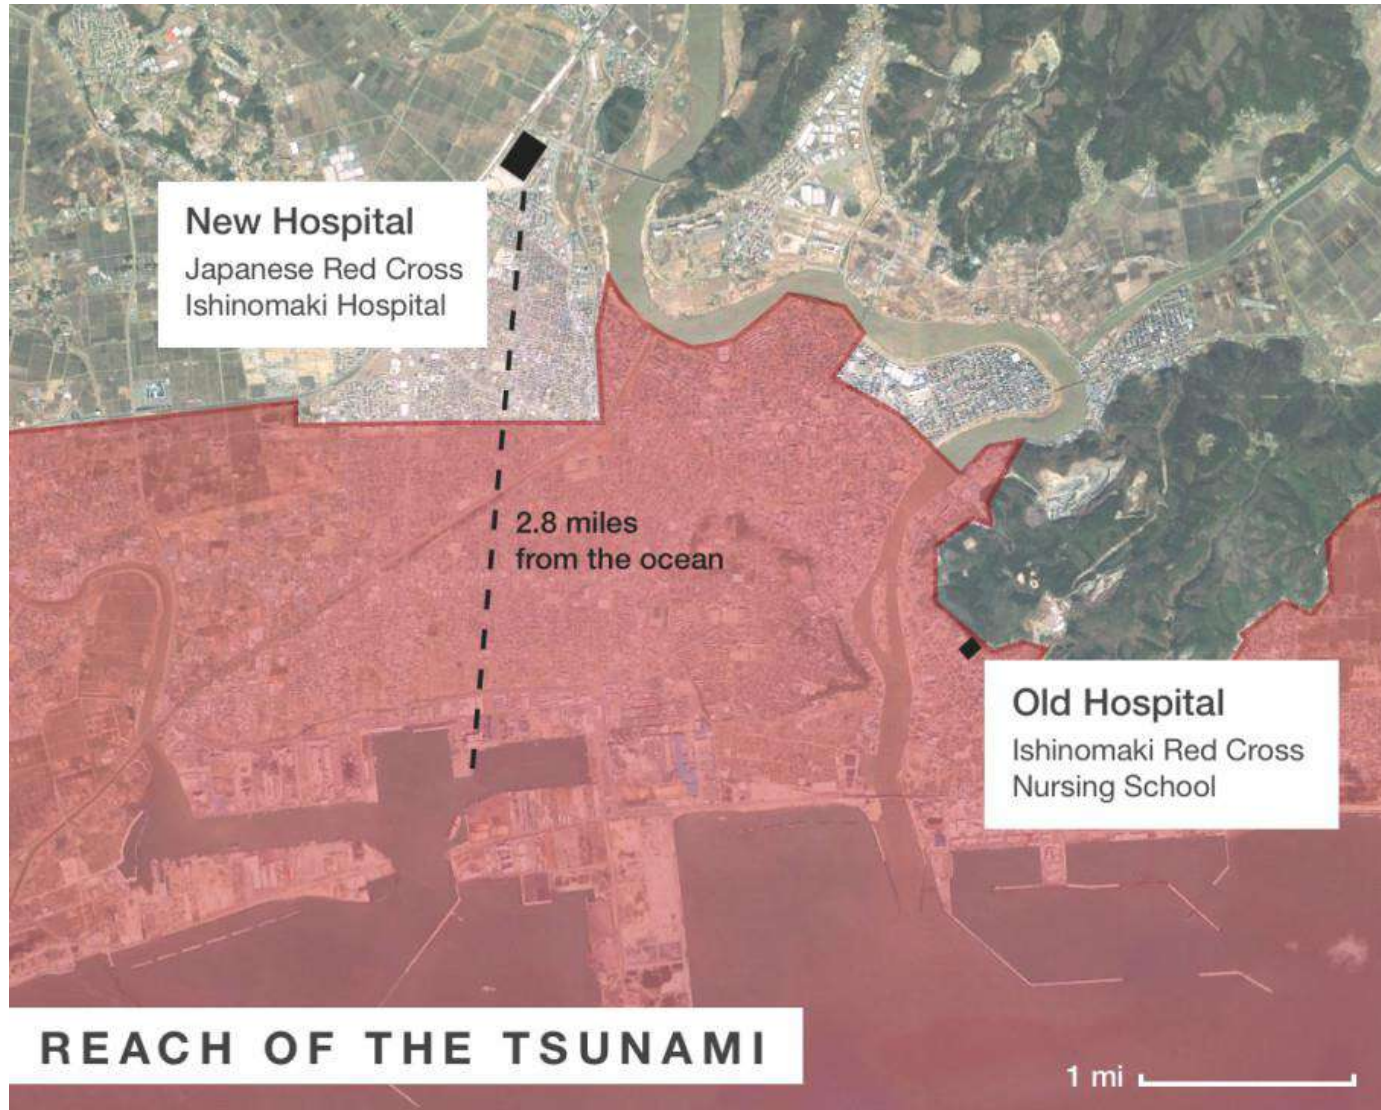 New Hospital
Japanese Red Cross
Ishinomaki Hospital
2.8 miles
from the ocean
Old Hospital
Ishinomaki Red Cross
Nursing School
REACH OF THE TSUNAMI
1 mi